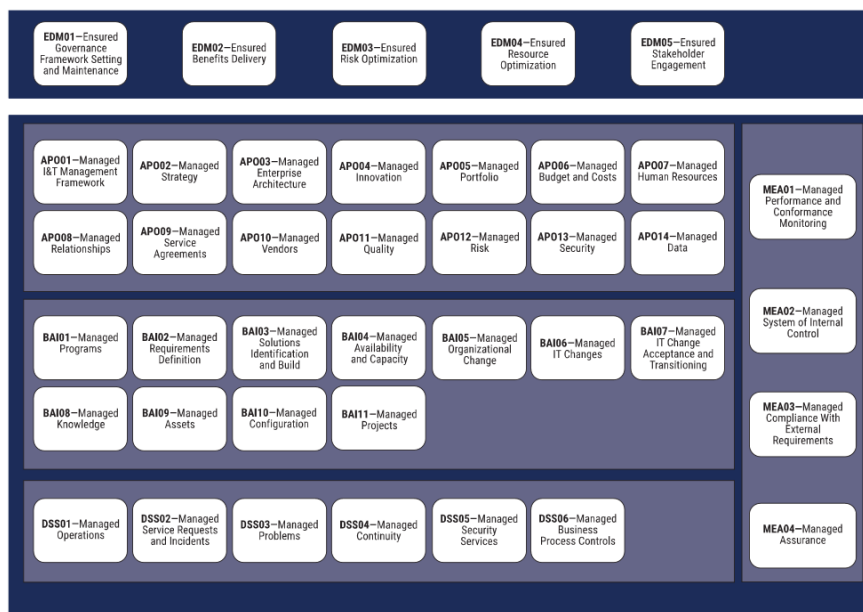 EDM01—Ensured
Governance
Framework Setting
and Maintenance
EDM02—Ensured
Benefits Delivery
EDM03—Ensured
Risk Optimization
EDM04—Ensured
Resource
Optimization
EDM05—Ensured
Stakeholder
Engagement
APO01—Managed
I&T Management
Framework
APO02—Managed
Strategy
APO03—Managed
Enterprise
Architecture
APO04—Managed
Innovation
APO05—Managed
Portfolio
APO06—Managed
Budget and Costs
APO07—Managed
Human Resources
APO08—Managed
Relationships
APO09—Managed
Service
Agreements
APO10—Managed
Vendors
APO11—Managed
Quality
APO12—Managed
Risk
APO13—Managed
Security
APO14—Managed
Data
BAI01—Managed
Programs
BAI02—Managed
Requirements
Definition
BAI03—Managed
Solutions
Identification
and Build
BAI04—Managed
Availability
and Capacity
BAI05—Managed
Organizational
Change
BAI06—Managed
IT Changes
BAI07—Managed
IT Change
Acceptance and
Transitioning
BAI08—Managed
Knowledge
BAI09—Managed
Assets
BAI10—Managed
Configuration
BAI11—Managed
Projects
DSS01—Managed
Operations
DSS02—Managed
Service Requests
and Incidents
DSS03—Managed
Problems
DSS04—Managed
Continuity
DSS05—Managed
Security
Services
DSS06—Managed
Business
Process Controls
MEA01—Managed
Performance and
Conformance
Monitoring
MEA02—Managed
System of Internal
Control
MEA03—Managed
Compliance With
External
Requirements
MEA04—Managed
Assurance